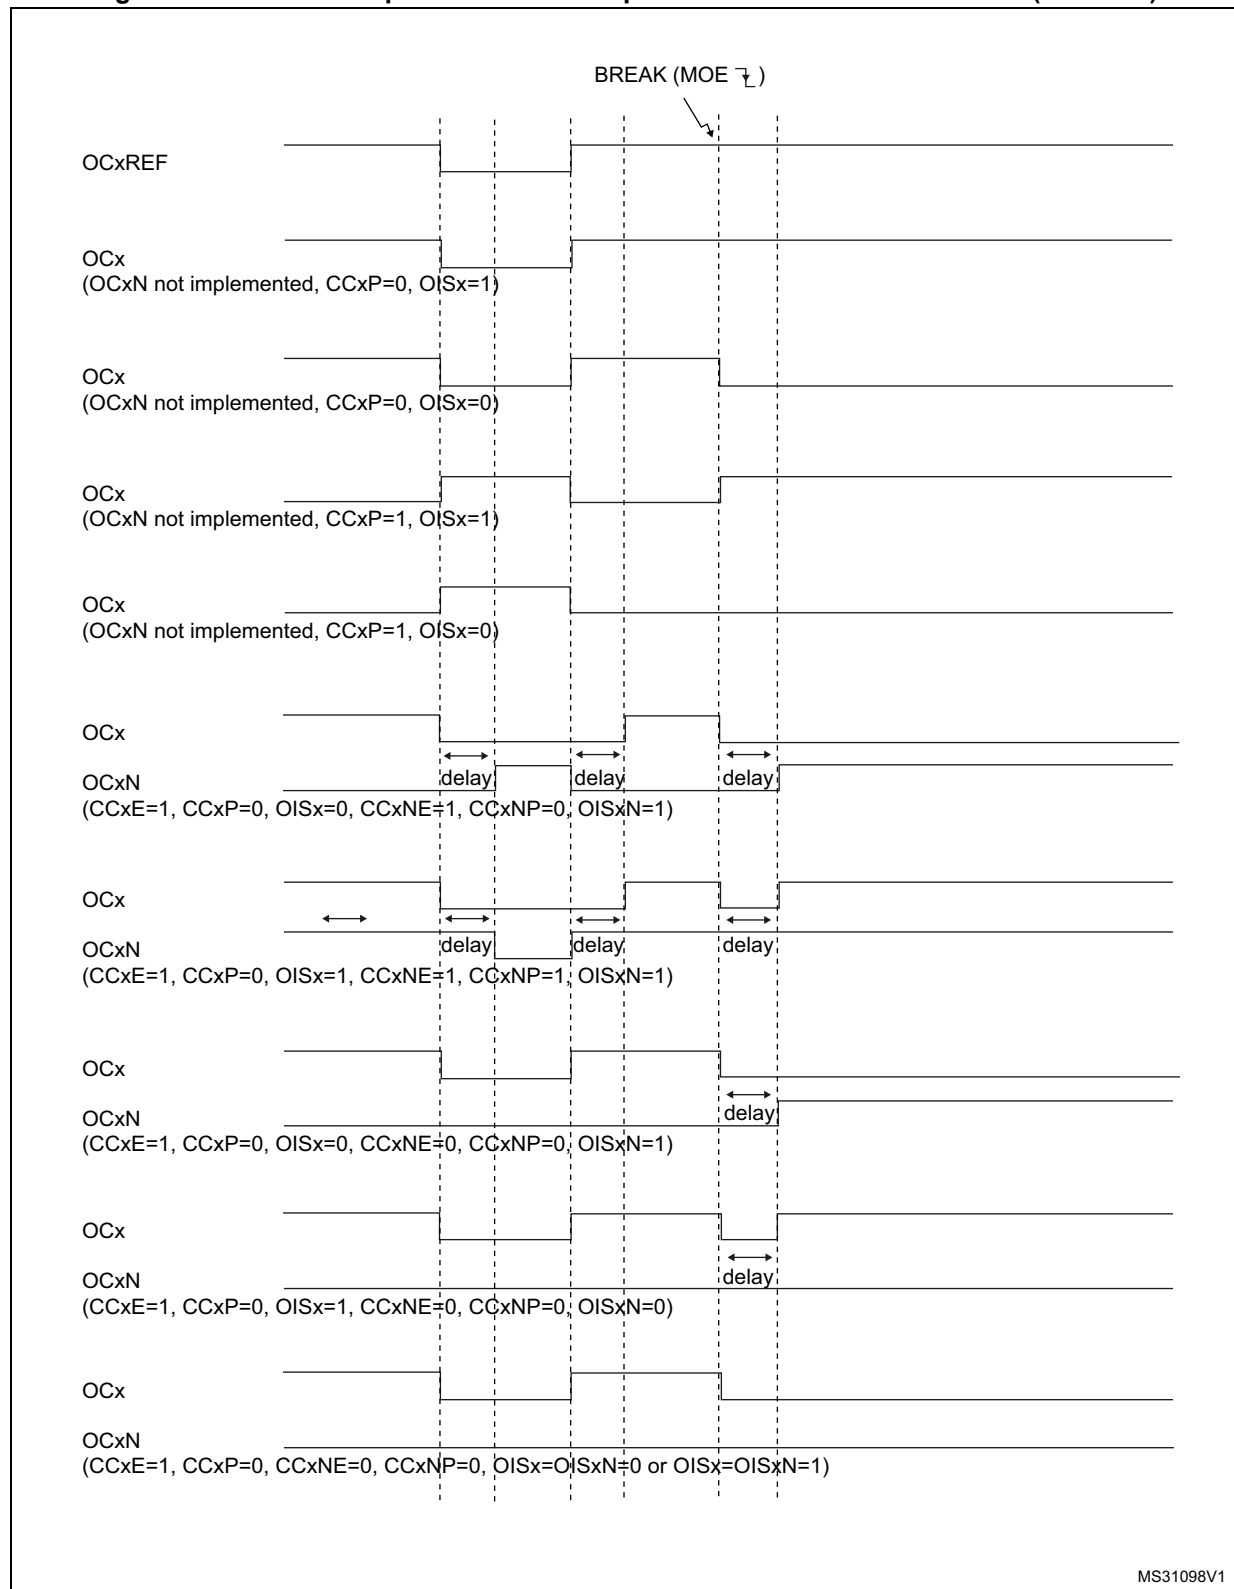 BREAK (MOE )
OCxREF
OCx
(OCxN not implemented, CCxP=0, OISx=1)
OCx
(OCxN not implemented, CCxP=0, OISx=0)
OCx
(OCxN not implemented, CCxP=1, OISx=1)
OCx
(OCxN not implemented, CCxP=1, OISx=0)
OCx
delay delay delay
OCxN
(CCxE=1, CCxP=0, OISx=0, CCxNE=1, CCxNP=0, OISxN=1)
OCx
delay delay delay
OCxN
(CCxE=1, CCxP=0, OISx=1, CCxNE=1, CCxNP=1, OISxN=1)
OCx
delay
OCxN
(CCxE=1, CCxP=0, OISx=0, CCxNE=0, CCxNP=0, OISxN=1)
OCx
delay
OCxN
(CCxE=1, CCxP=0, OISx=1, CCxNE=0, CCxNP=0, OISxN=0)
OCx
OCxN
(CCxE=1, CCxP=0, CCxNE=0, CCxNP=0, OISx=OISxN=0 or OISx=OISxN=1)
MS31098V1